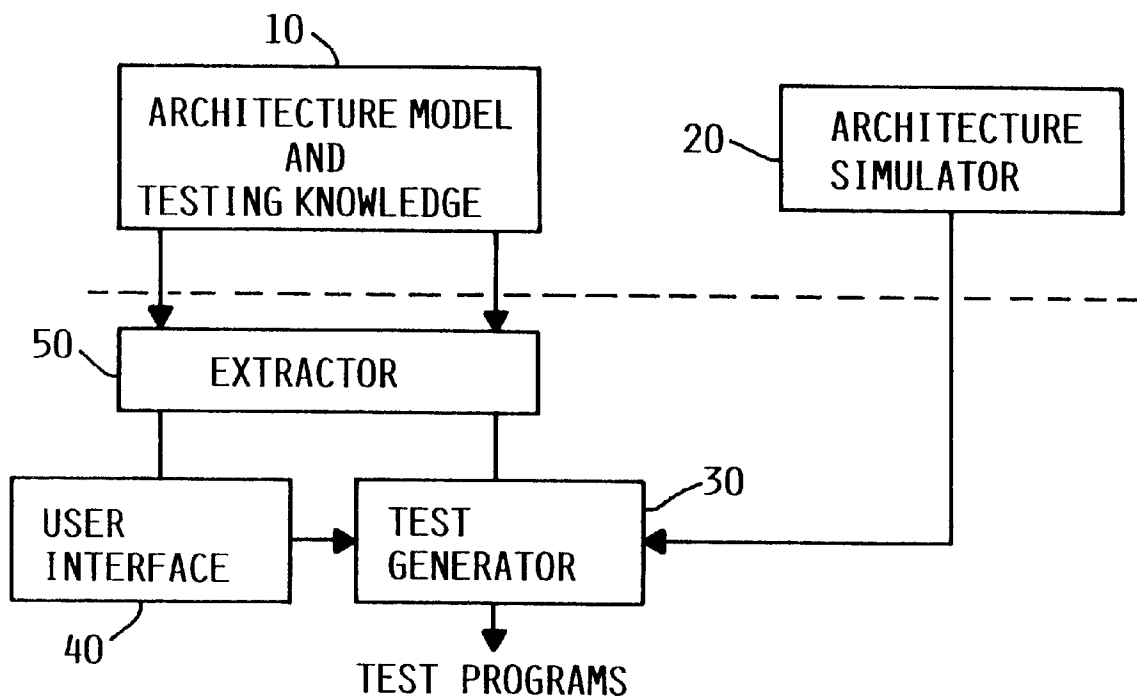 10
ARCHITECTURE MODEL
AND
TESTING KNOWLEDGE
20
ARCHITECTURE
SIMULATOR
50
EXTRACTOR
USER
INTERFACE
40
TEST
GENERATOR
30
TEST PROGRAMS